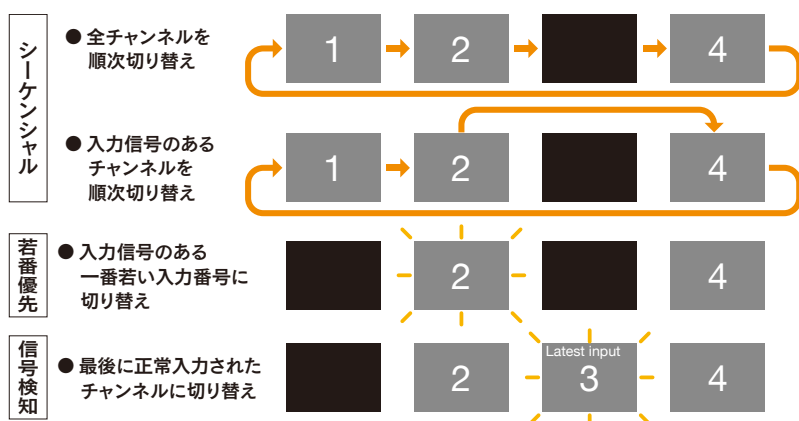 シーケンシャル
● 全チャンネルを
順次切り替え
1 2 4
● 入力信号のある
チャンネルを
順次切り替え
1 2 4
若番優先
● 入力信号のある
一番若い入力番号に
切り替え
2 4
信号検知
● 最後に正常入力された
チャンネルに切り替え
2
Latest input
3
4